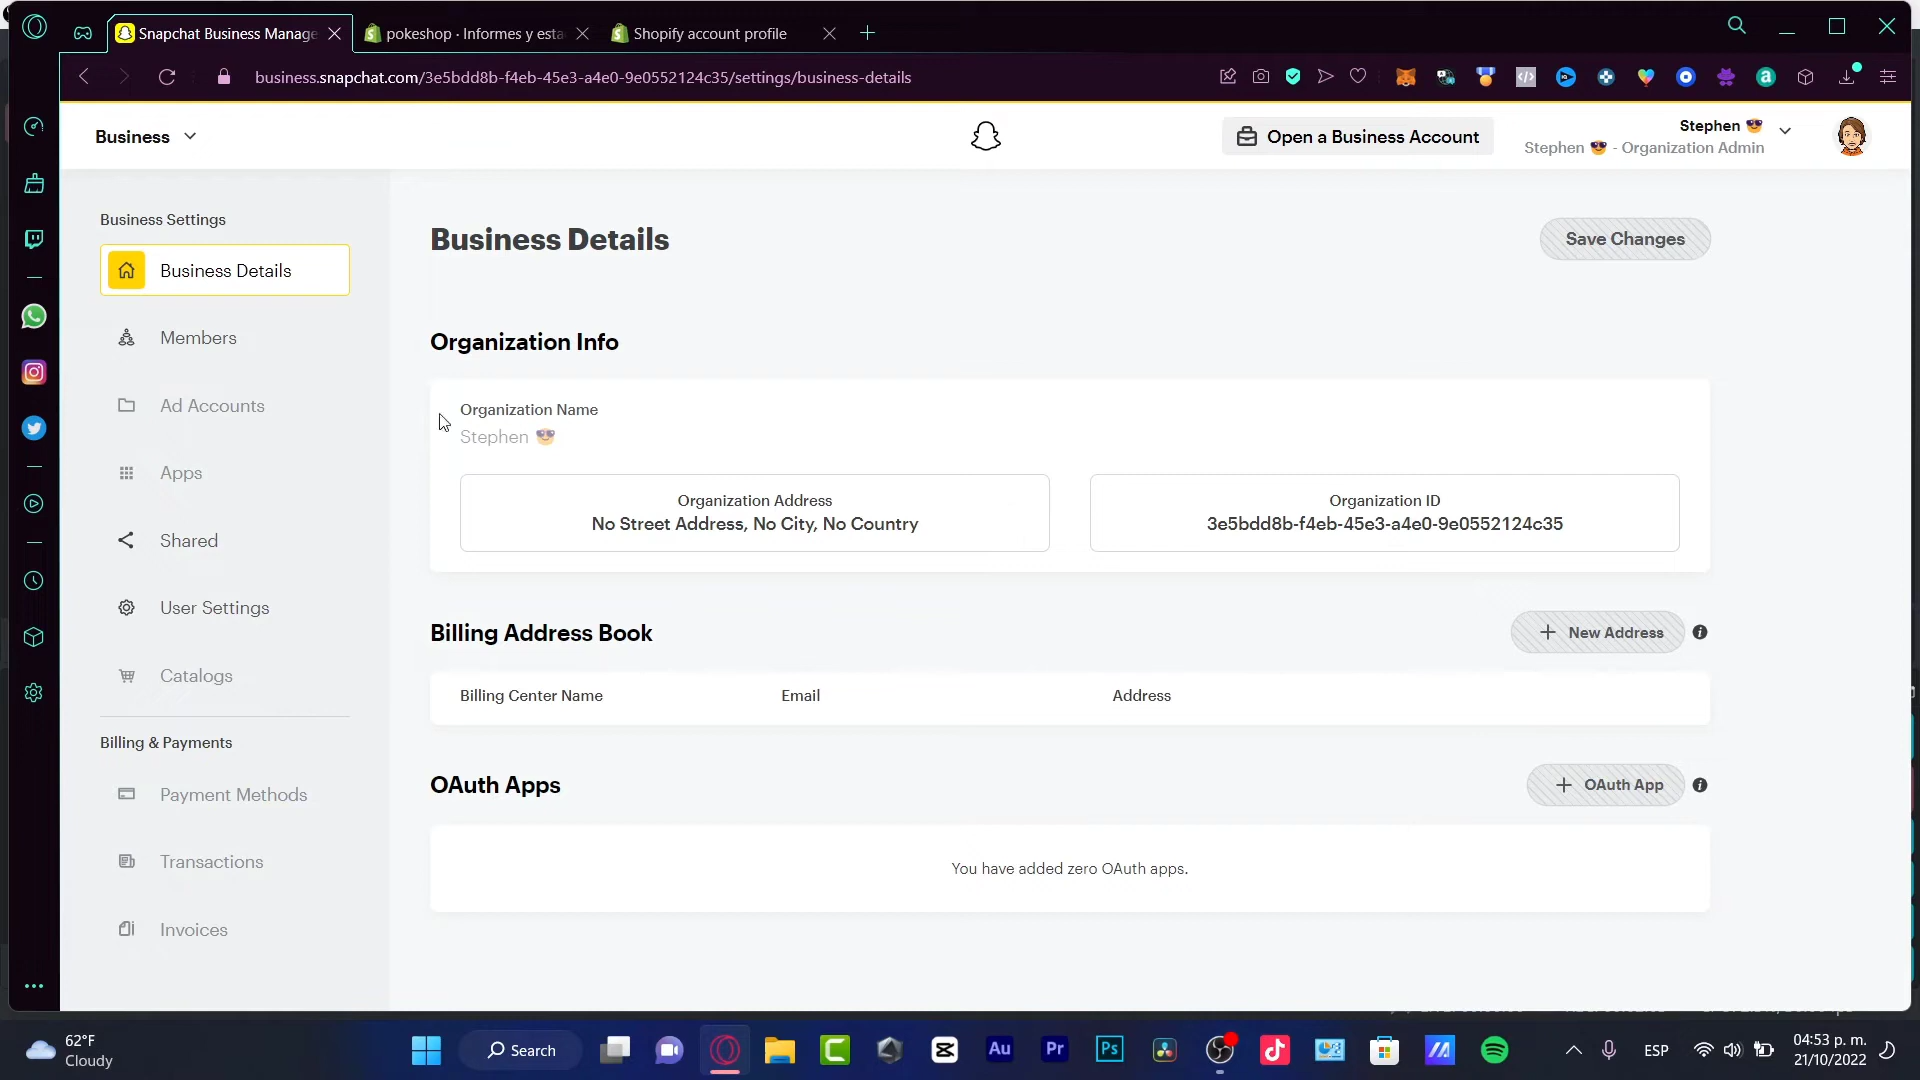 Snapchat Business Manage
pokeshop · Informes y esta
Shopify account profile
business.snapchat.com/3e5bdd8b-f4eb-45e3-a4e0-9e0552124c35/settings/business-details
Business
Open a Business Account
Stephen 😎
Stephen 😎 - Organization Admin
Business Settings
Business Details
Members
Ad Accounts
Apps
Shared
User Settings
Catalogs
Billing & Payments
Payment Methods
Transactions
Invoices
Business Details
Save Changes
Organization Info
Organization Name
Stephen 😎
Organization Address
No Street Address, No City, No Country
Organization ID
3e5bdd8b-f4eb-45e3-a4e0-9e0552124c35
Billing Address Book
+ New Address
Billing Center Name
Email
Address
OAuth Apps
+ OAuth App
You have added zero OAuth apps.
62°F
Cloudy
Search
Au
Pr
Ps
ESP
04:53 p. m.
21/10/2022